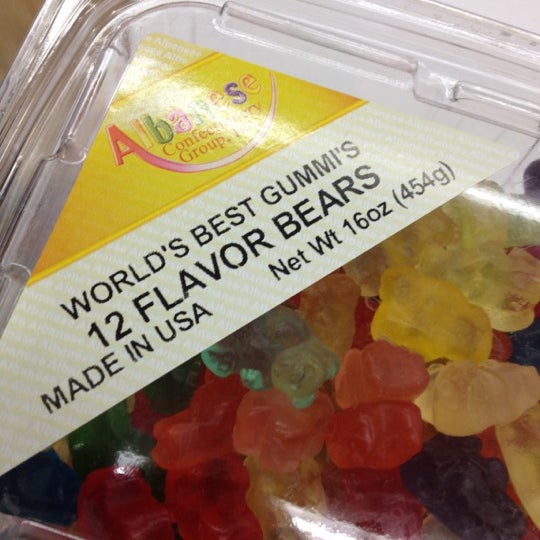 Albanese
Confectionery
Group, Inc.
WORLD'S BEST GUMMI'S
12 FLAVOR BEARS
MADE IN USA
Net Wt 16oz (454g)